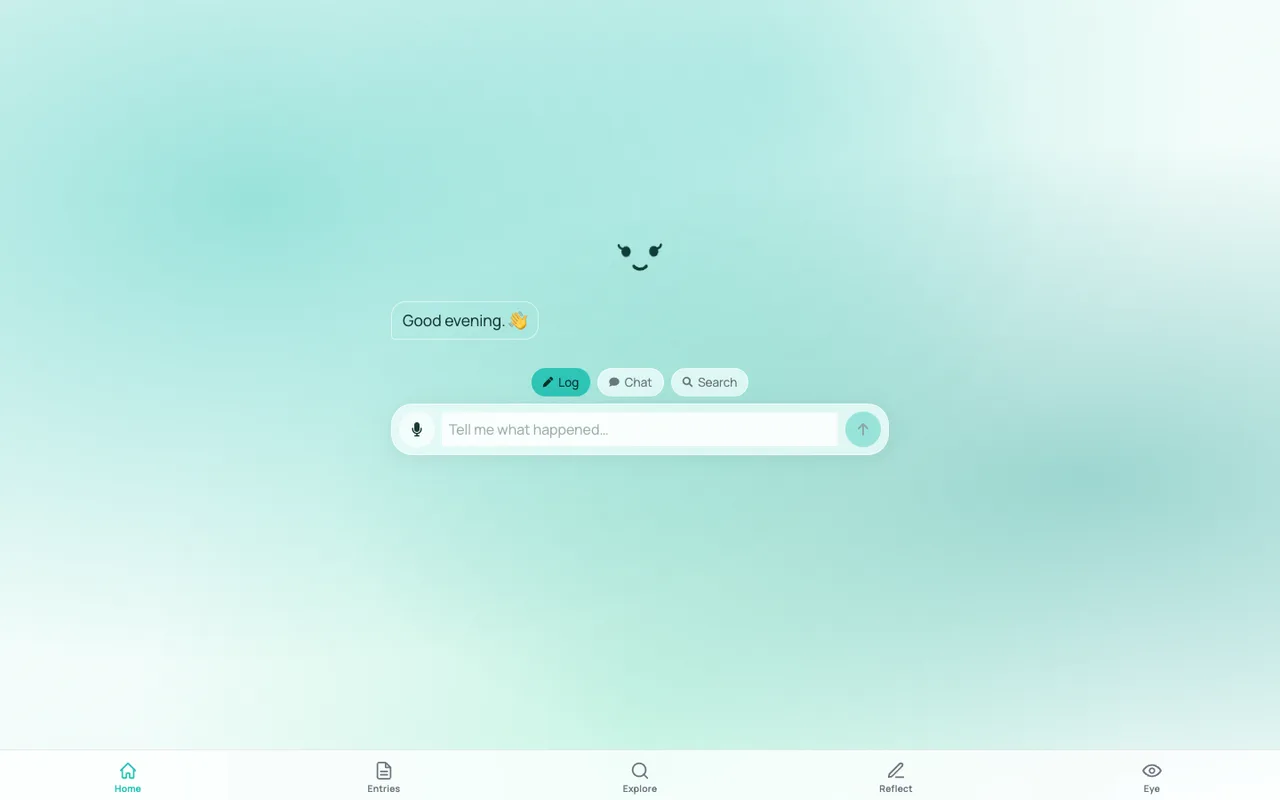 Good evening. 👋
Log
Chat
Search
Tell me what happened…
Home
Entries
Explore
Reflect
Eye